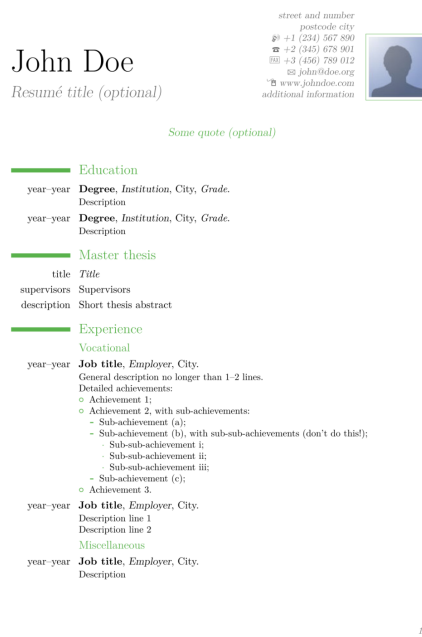 John Doe
Resumé title (optional)
street and number
postcode city
+1 (234) 567 890
+2 (345) 678 901
FAX +3 (456) 789 012
john@doe.org
www.johndoe.com
additional information
Some quote (optional)
Education
year–year Degree, Institution, City, Grade.
Description
year–year Degree, Institution, City, Grade.
Description
Master thesis
title Title
supervisors Supervisors
description Short thesis abstract
Experience
Vocational
year–year Job title, Employer, City.
General description no longer than 1–2 lines.
Detailed achievements:
Achievement 1;
Achievement 2, with sub-achievements:
- Sub-achievement (a);
- Sub-achievement (b), with sub-sub-achievements (don't do this!);
· Sub-sub-achievement i;
· Sub-sub-achievement ii;
· Sub-sub-achievement iii;
- Sub-achievement (c);
Achievement 3.
year–year Job title, Employer, City.
Description line 1
Description line 2
Miscellaneous
year–year Job title, Employer, City.
Description
1